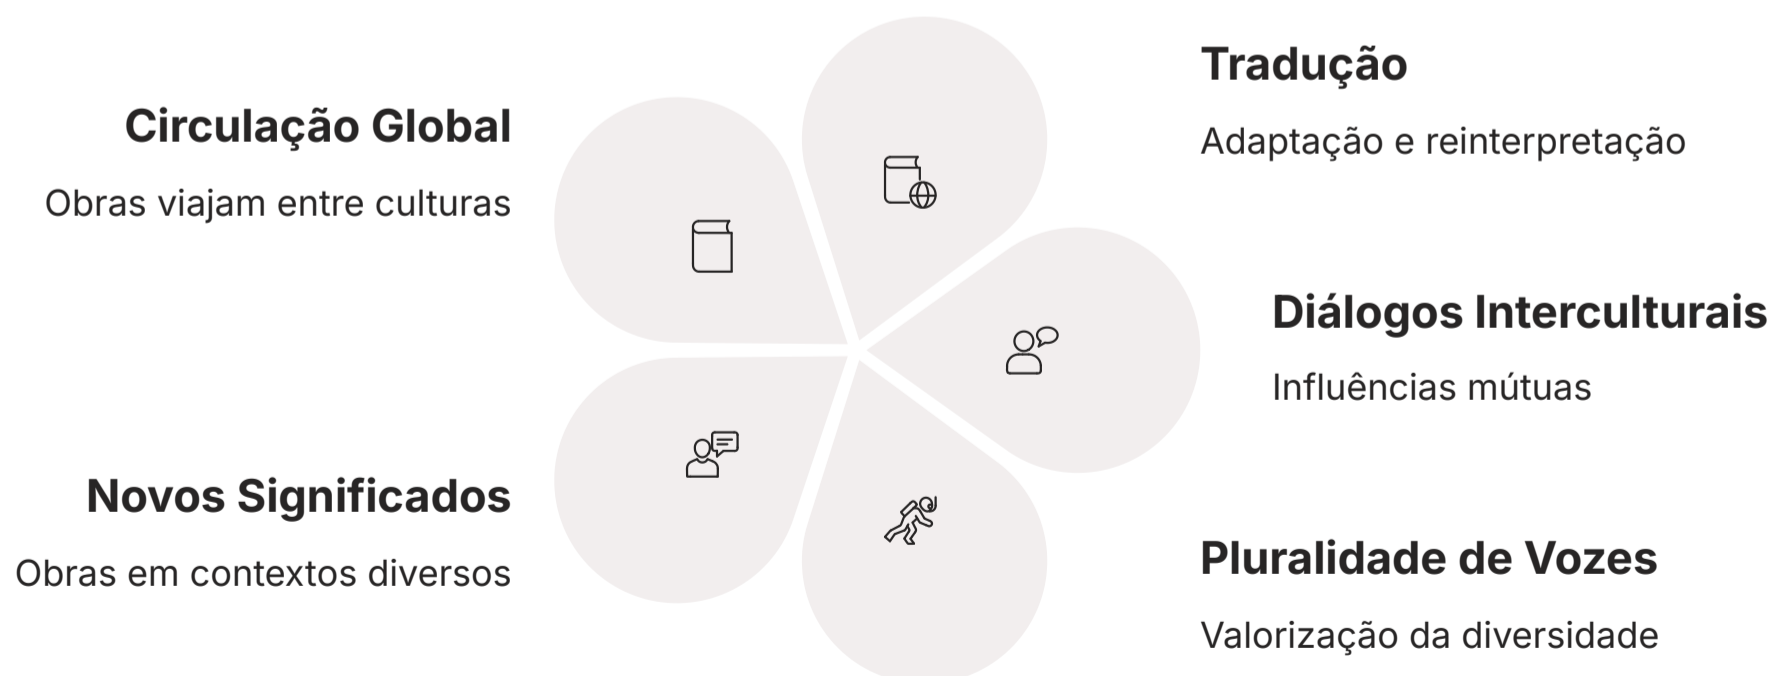 Circulação Global
Obras viajam entre culturas
Tradução
Adaptação e reinterpretação
Diálogos Interculturais
Influências mútuas
Novos Significados
Obras em contextos diversos
Pluralidade de Vozes
Valorização da diversidade